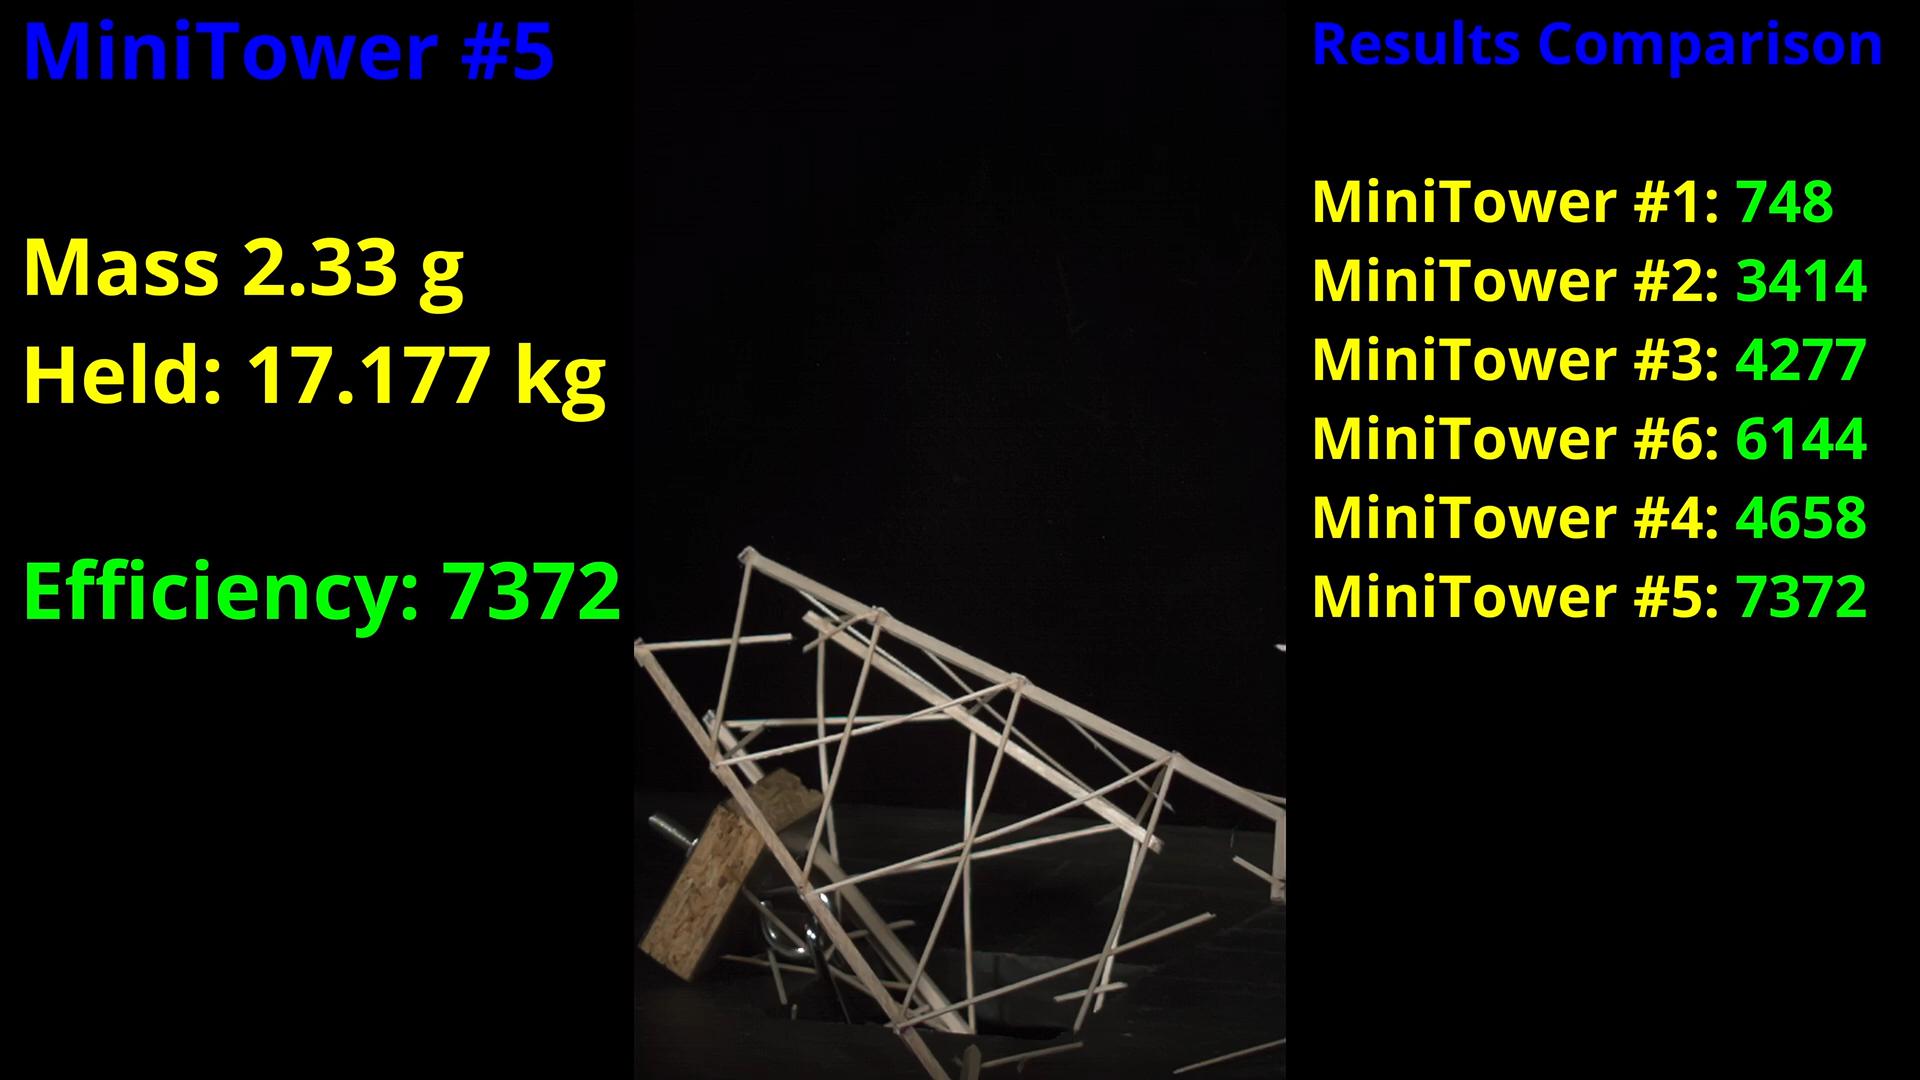 MiniTower #5
Mass 2.33 g
Held: 17.177 kg
Efficiency: 7372
Results Comparison
MiniTower #1: 748
MiniTower #2: 3414
MiniTower #3: 4277
MiniTower #6: 6144
MiniTower #4: 4658
MiniTower #5: 7372